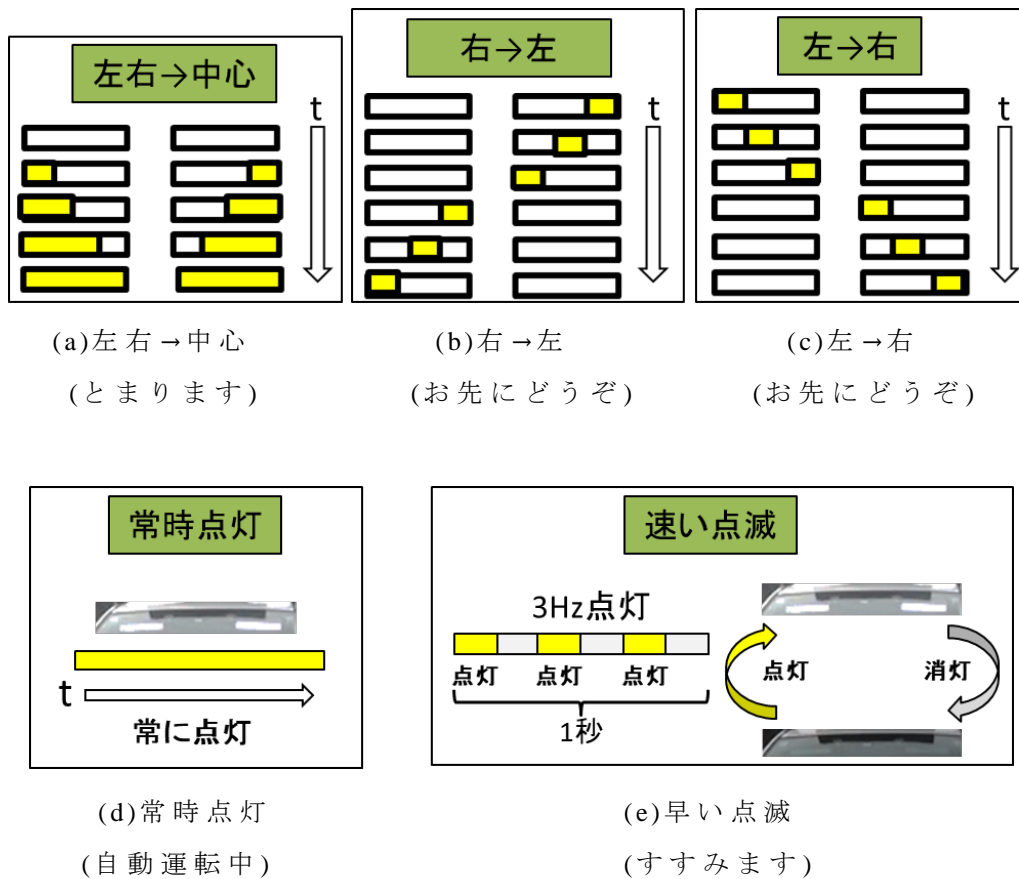 左右→中心
t
右→左
t
左→右
t
(a)左右→中心
(とまります)
(b)右→左
(お先にどうぞ)
(c)左→右
(お先にどうぞ)
常時点灯
t
常に点灯
速い点滅
3Hz点灯
点灯 点灯 点灯
1秒
点灯
消灯
(d)常時点灯
(自動運転中)
(e)早い点滅
(すすみます)